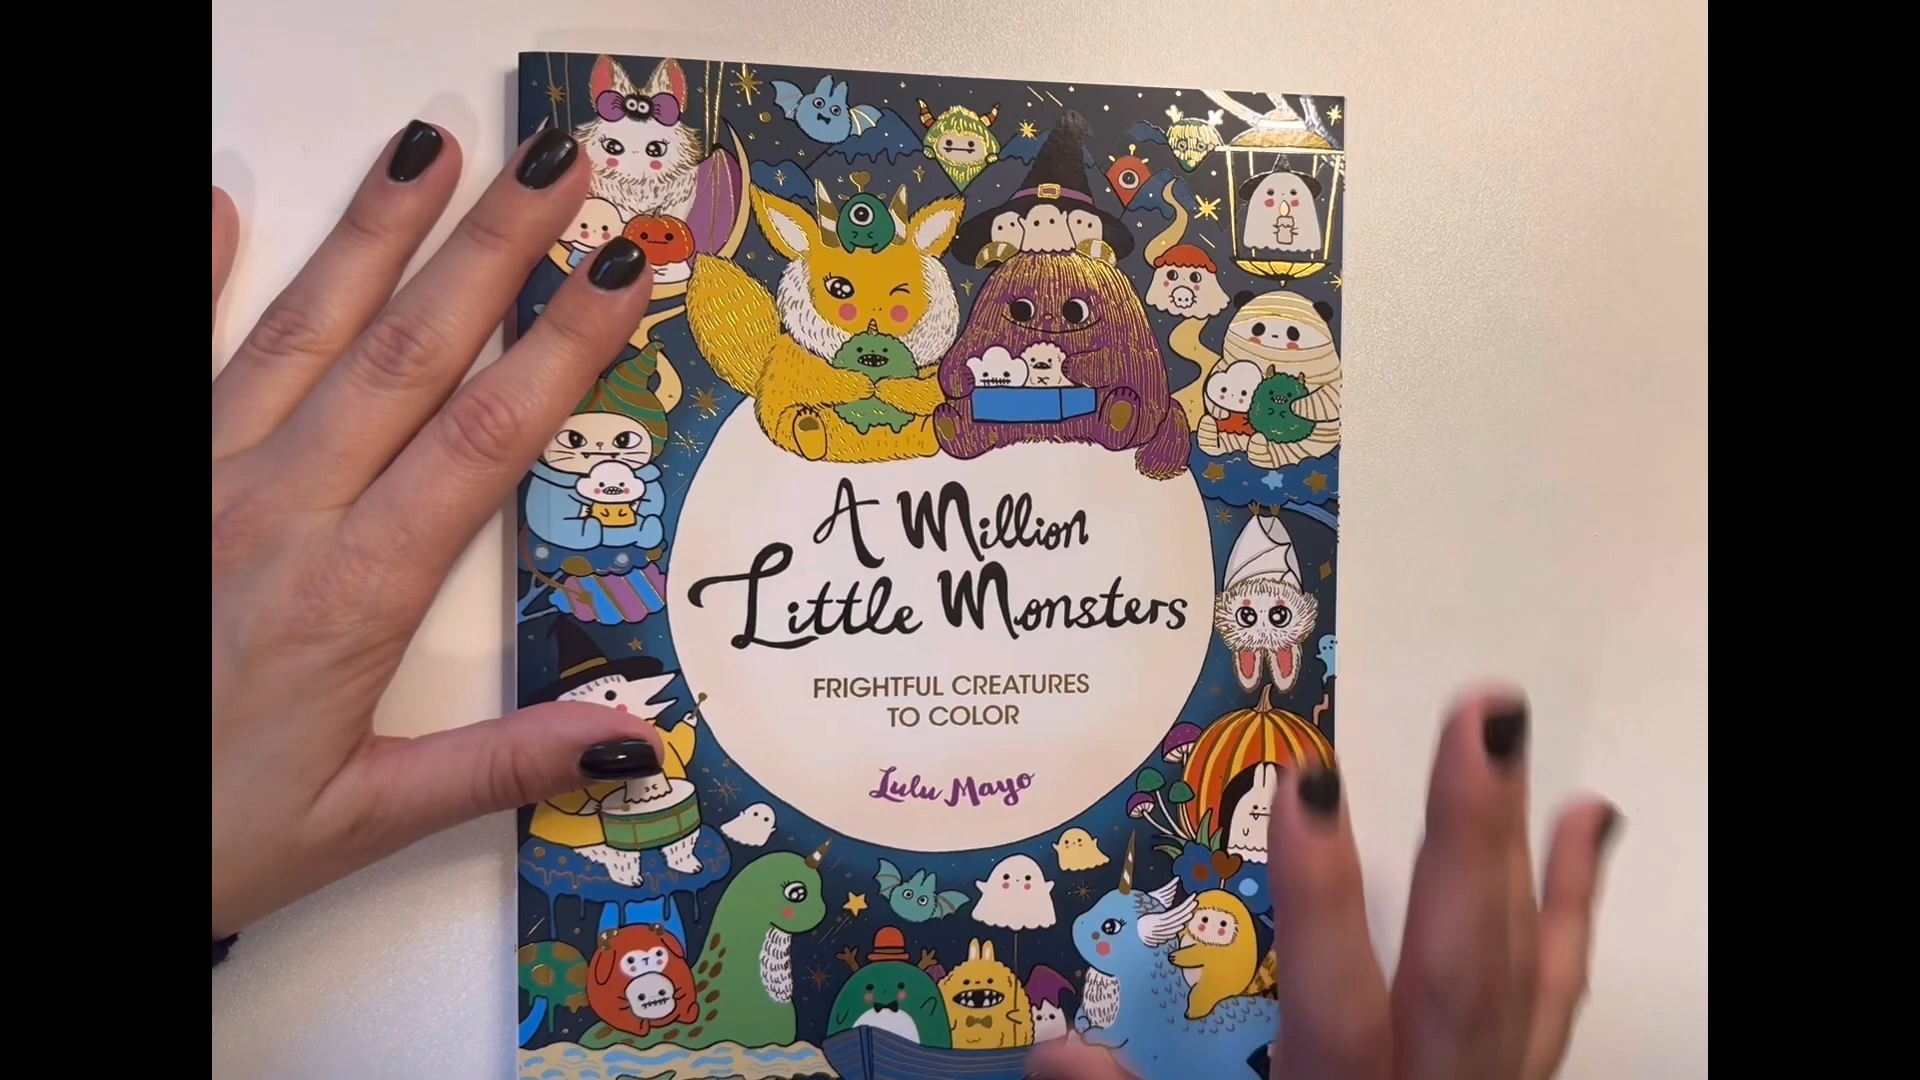 A Million
Little Monsters
FRIGHTFUL CREATURES
TO COLOR
Lulu Mayo